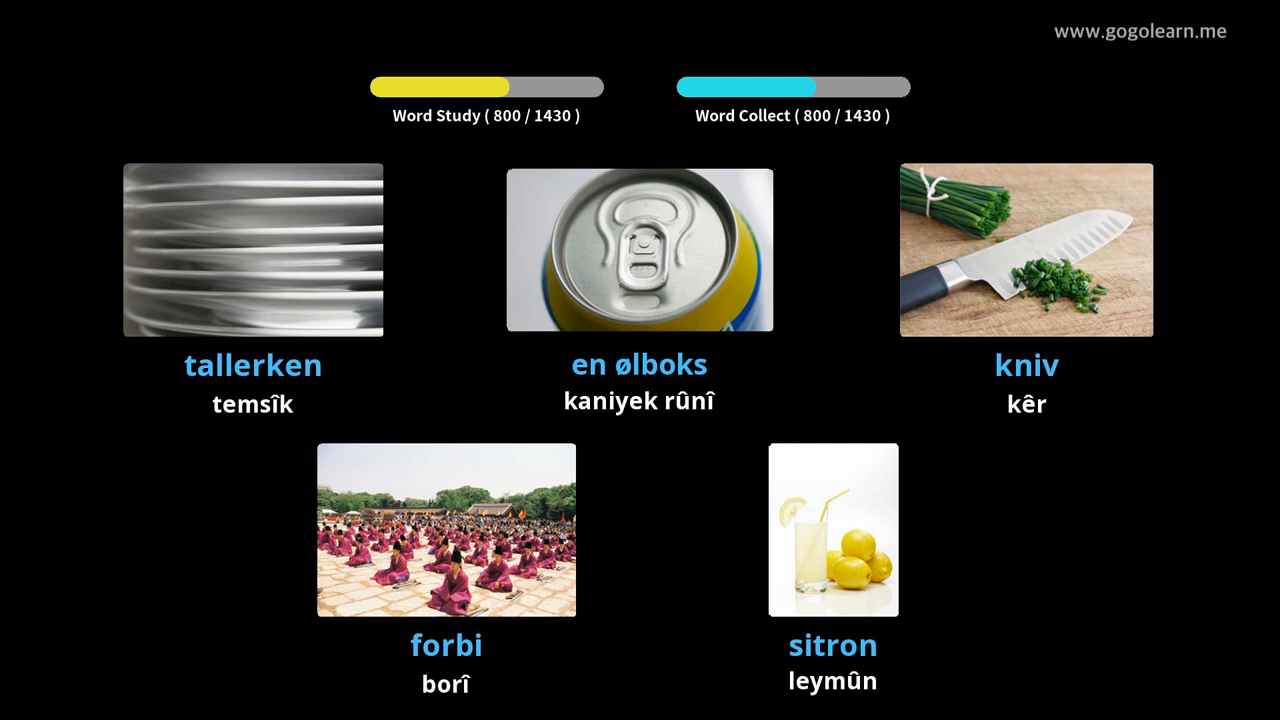 www.gogolearn.me
Word Study ( 800 / 1430 )
Word Collect ( 800 / 1430 )
tallerken
temsîk
en ølboks
kaniyek rûnî
kniv
kêr
forbi
borî
sitron
leymûn